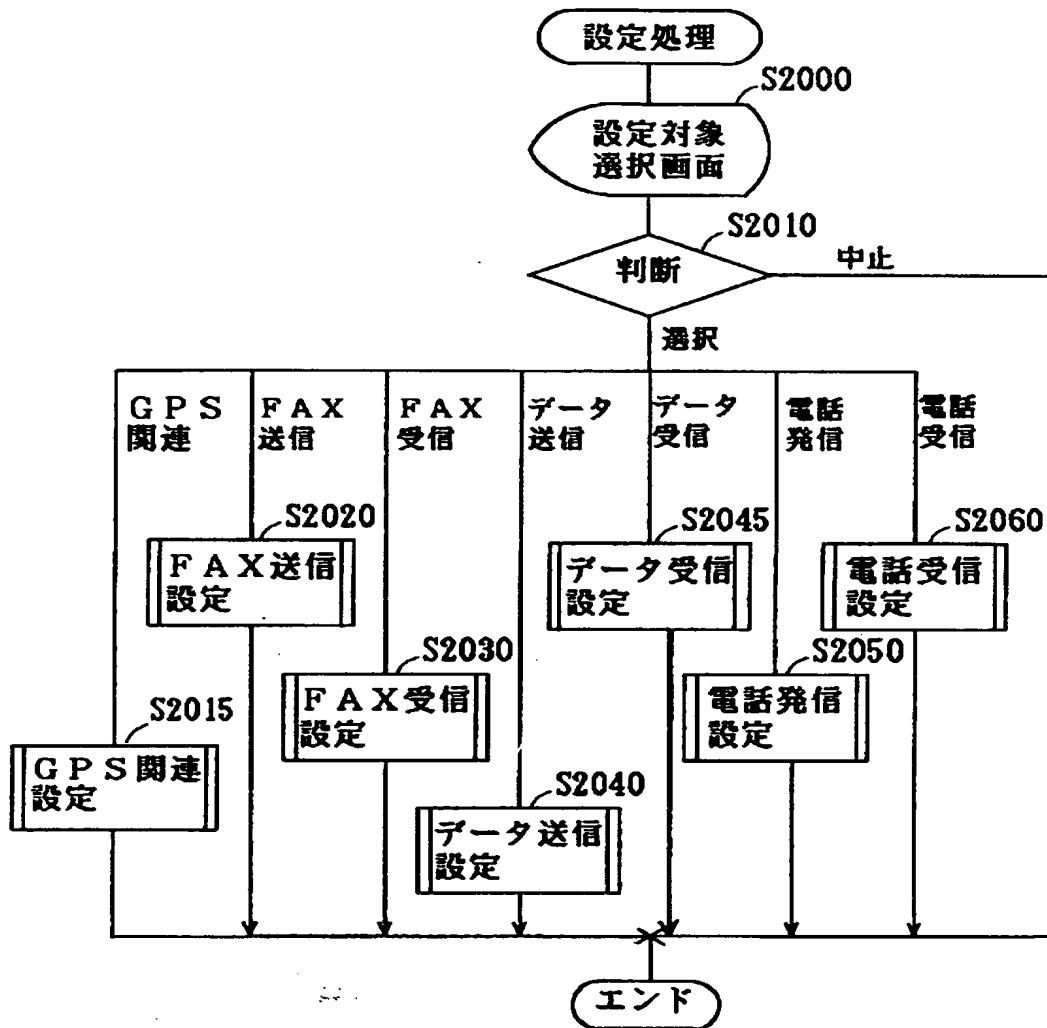 設定処理
S2000
設定対象
選択画面
S2010
判断
中止
選択
ＧＰＳ
関連
ＦＡＸ
送信
ＦＡＸ
受信
データ
送信
データ
受信
電話
発信
電話
受信
S2020
ＦＡＸ送信
設定
S2045
データ受信
設定
S2060
電話受信
設定
S2030
ＦＡＸ受信
設定
S2050
電話発信
設定
S2015
ＧＰＳ関連
設定
S2040
データ送信
設定
エンド